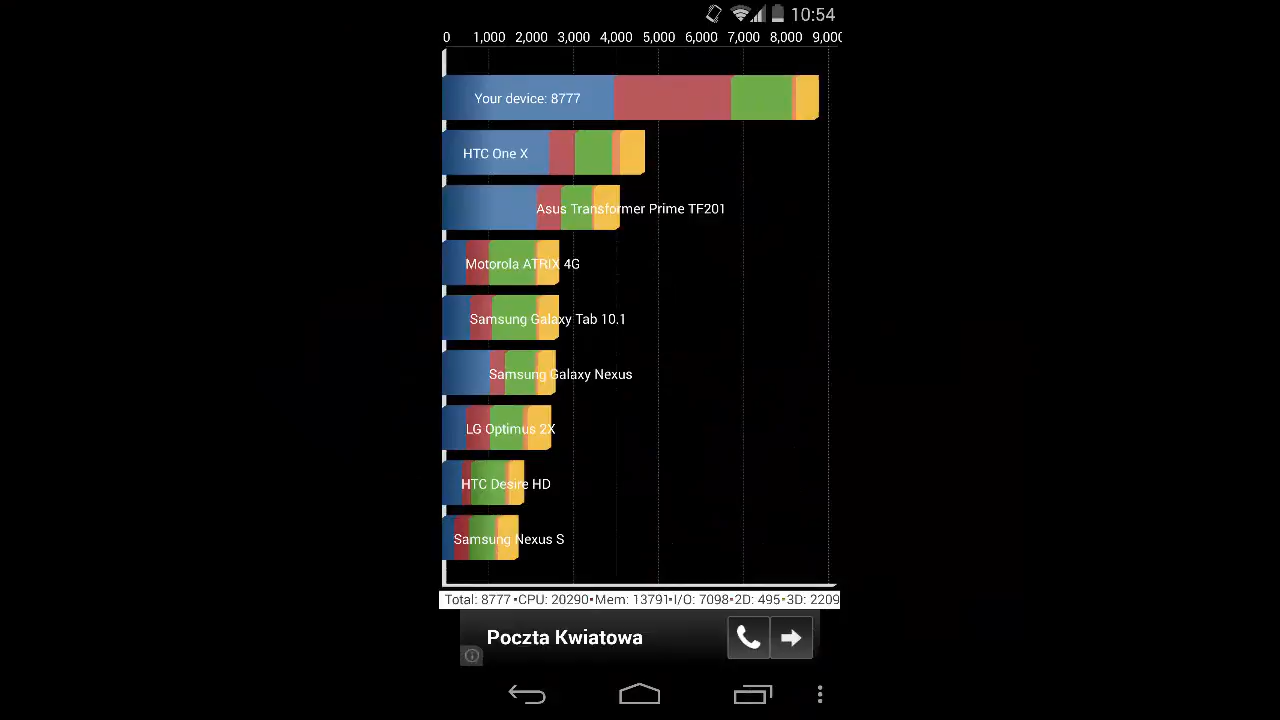 10:54
0 1,000 2,000 3,000 4,000 5,000 6,000 7,000 8,000 9,000
Your device: 8777
HTC One X
Asus Transformer Prime TF201
Motorola ATRIX 4G
Samsung Galaxy Tab 10.1
Samsung Galaxy Nexus
LG Optimus 2X
HTC Desire HD
Samsung Nexus S
Total: 8777•CPU: 20290•Mem: 13791•I/O: 7098•2D: 495•3D: 2209
Poczta Kwiatowa